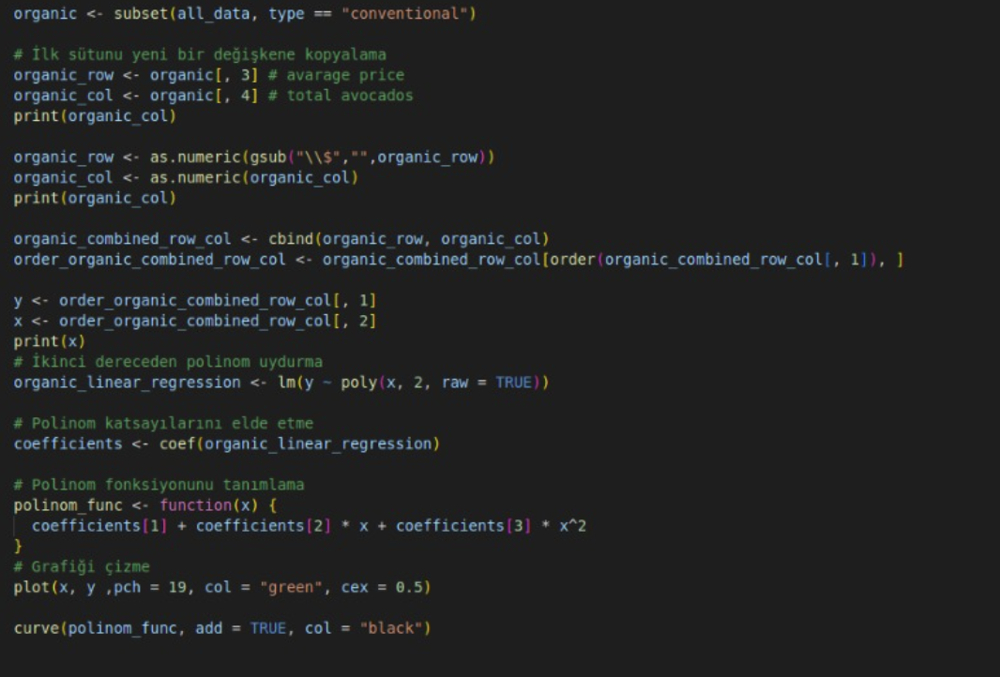 organic <- subset(all_data, type == "conventional")
# İlk sütunu yeni bir değişkene kopyalama
organic_row <- organic[, 3] # avarage price
organic_col <- organic[, 4] # total avocados
print(organic_col)
organic_row <- as.numeric(gsub("\\$","",organic_row))
organic_col <- as.numeric(organic_col)
print(organic_col)
organic_combined_row_col <- cbind(organic_row, organic_col)
order_organic_combined_row_col <- organic_combined_row_col[order(organic_combined_row_col[, 1]), ]
y <- order_organic_combined_row_col[, 1]
x <- order_organic_combined_row_col[, 2]
print(x)
# İkinci dereceden polinom uydurma
organic_linear_regression <- lm(y ~ poly(x, 2, raw = TRUE))
# Polinom katsayılarını elde etme
coefficients <- coef(organic_linear_regression)
# Polinom fonksiyonunu tanımlama
polinom_func <- function(x) {
  coefficients[1] + coefficients[2] * x + coefficients[3] * x^2
}
# Grafiği çizme
plot(x, y ,pch = 19, col = "green", cex = 0.5)
curve(polinom_func, add = TRUE, col = "black")